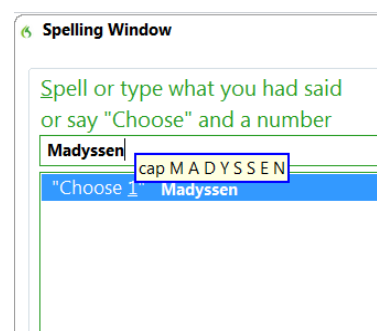 Spelling Window
Spell or type what you had said
or say "Choose" and a number
Madyssen
cap M A D Y S S E N
"Choose 1" Madyssen